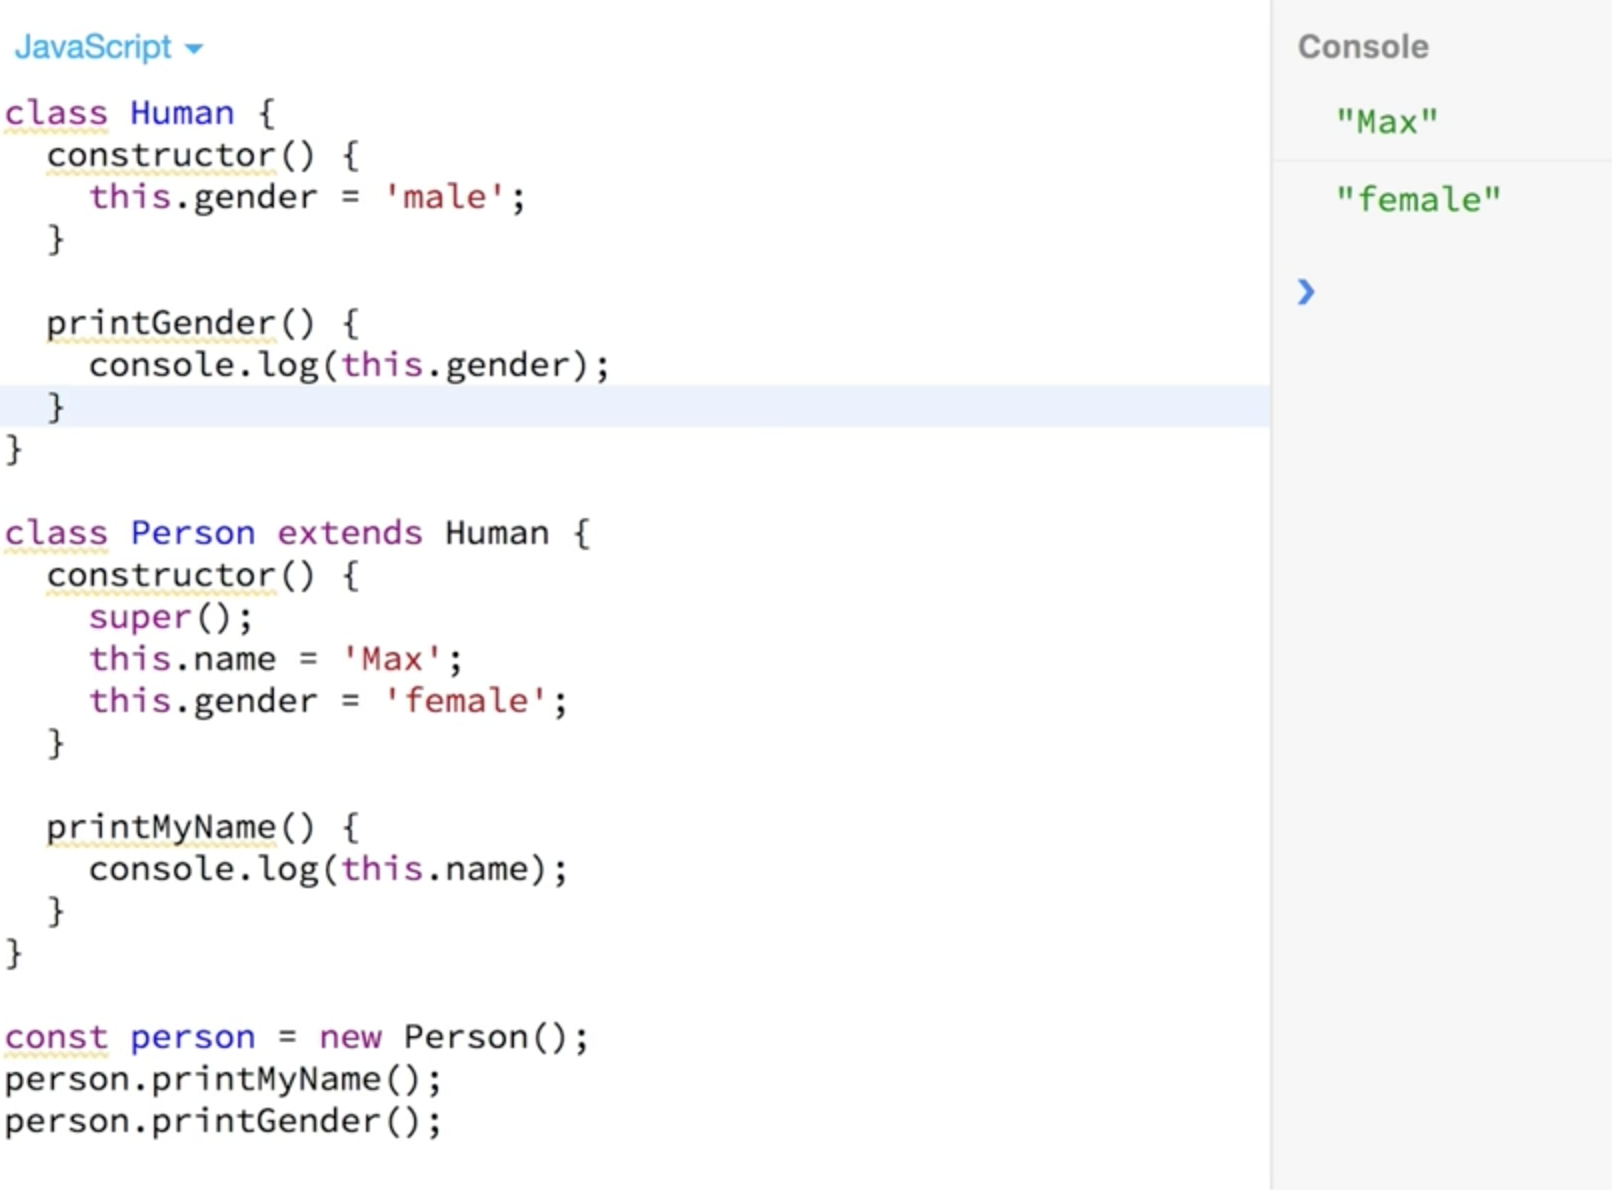 JavaScript
class Human {
  constructor() {
    this.gender = 'male';
  }

  printGender() {
    console.log(this.gender);
  }
}

class Person extends Human {
  constructor() {
    super();
    this.name = 'Max';
    this.gender = 'female';
  }

  printMyName() {
    console.log(this.name);
  }
}

const person = new Person();
person.printMyName();
person.printGender();
Console
"Max"
"female"